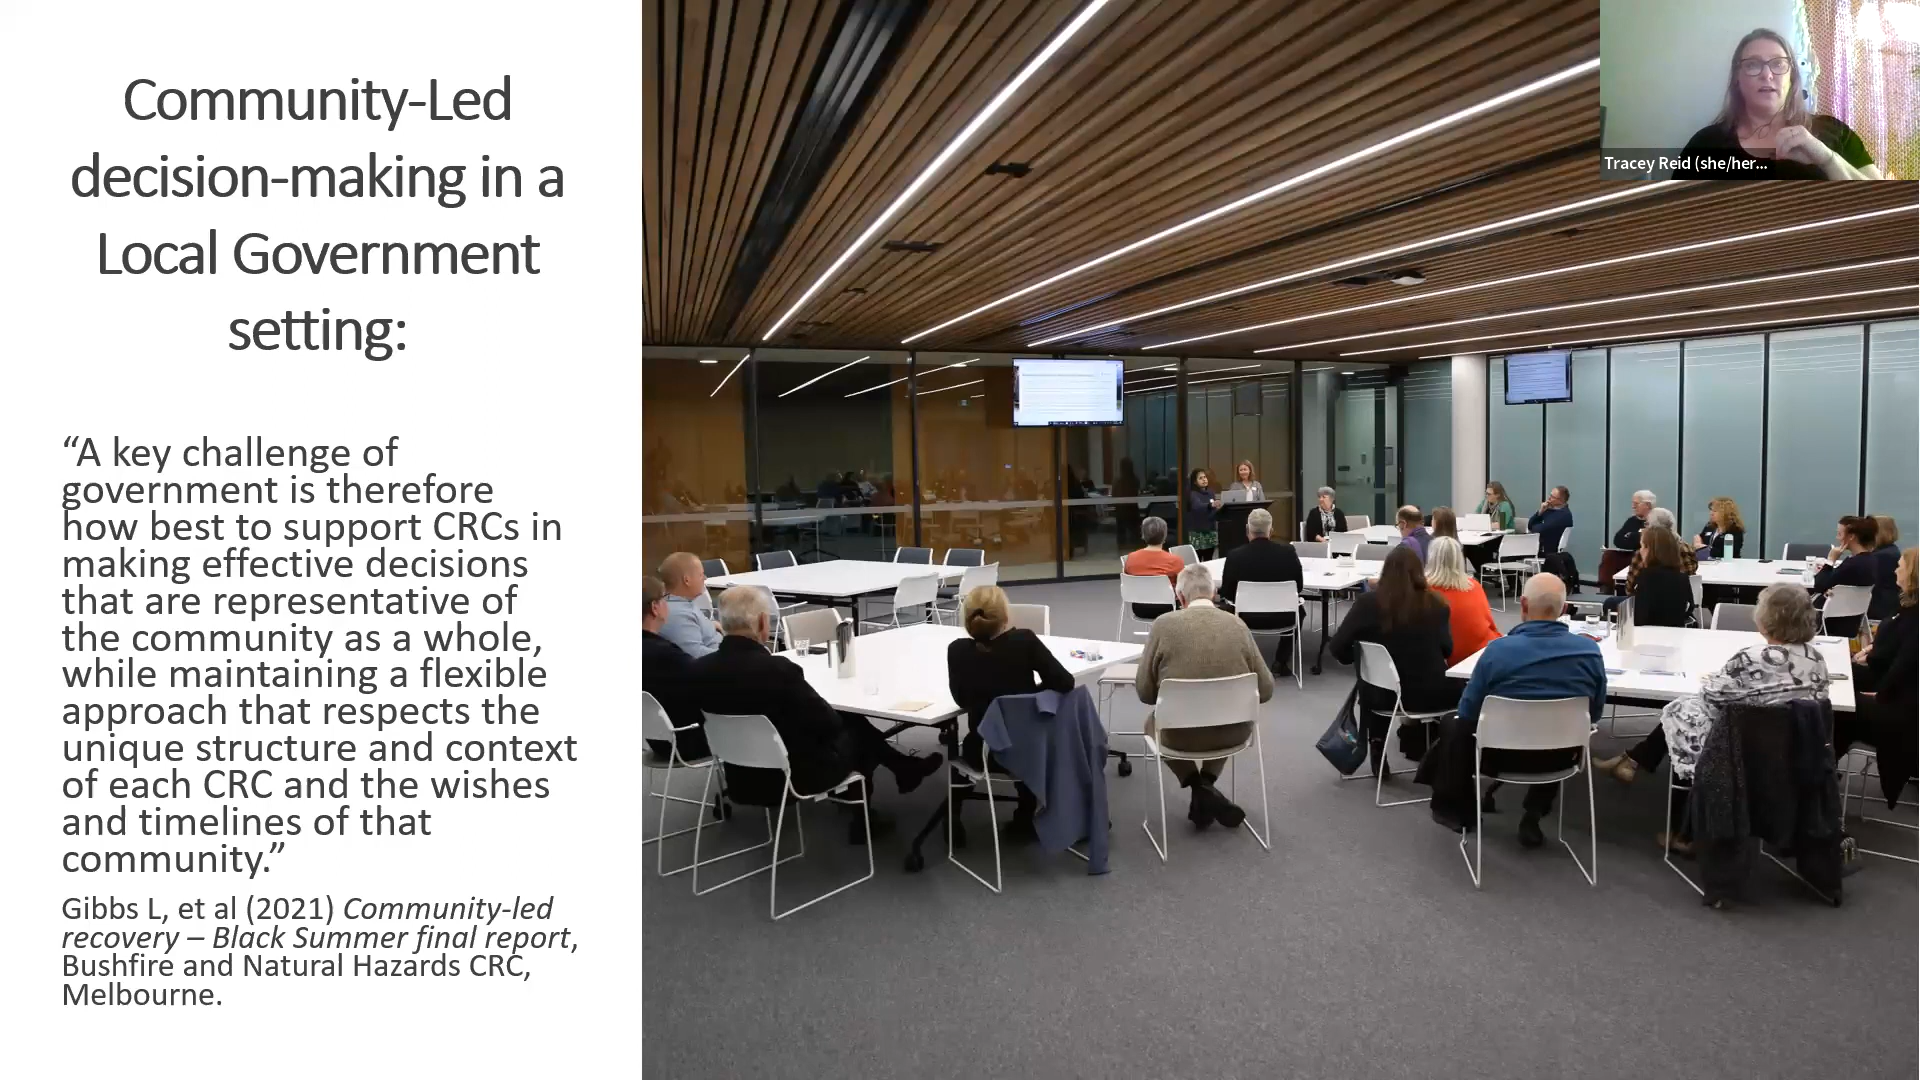 Community-Led
decision-making in a
Local Government
setting:
“A key challenge of
government is therefore
how best to support CRCs in
making effective decisions
that are representative of
the community as a whole,
while maintaining a flexible
approach that respects the
unique structure and context
of each CRC and the wishes
and timelines of that
community.”
Gibbs L, et al (2021) Community-led
recovery – Black Summer final report,
Bushfire and Natural Hazards CRC,
Melbourne.
Tracey Reid (she/her...